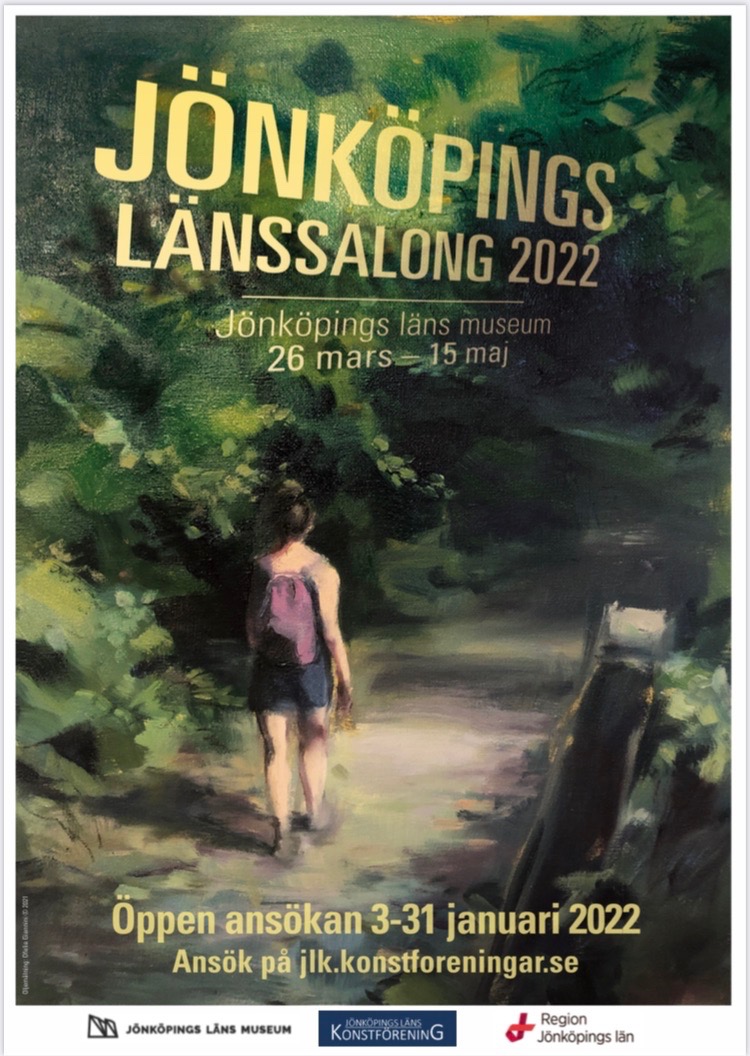 JÖNKÖPINGS
LÄNSSALONG 2022
Jönköpings läns museum
26 mars – 15 maj
Öppen ansökan 3-31 januari 2022
Ansök på jlk.konstforeningar.se
JÖNKÖPINGS LÄNS MUSEUM
JÖNKÖPINGS LÄNS
KONSTFÖRENING
Region
Jönköpings län